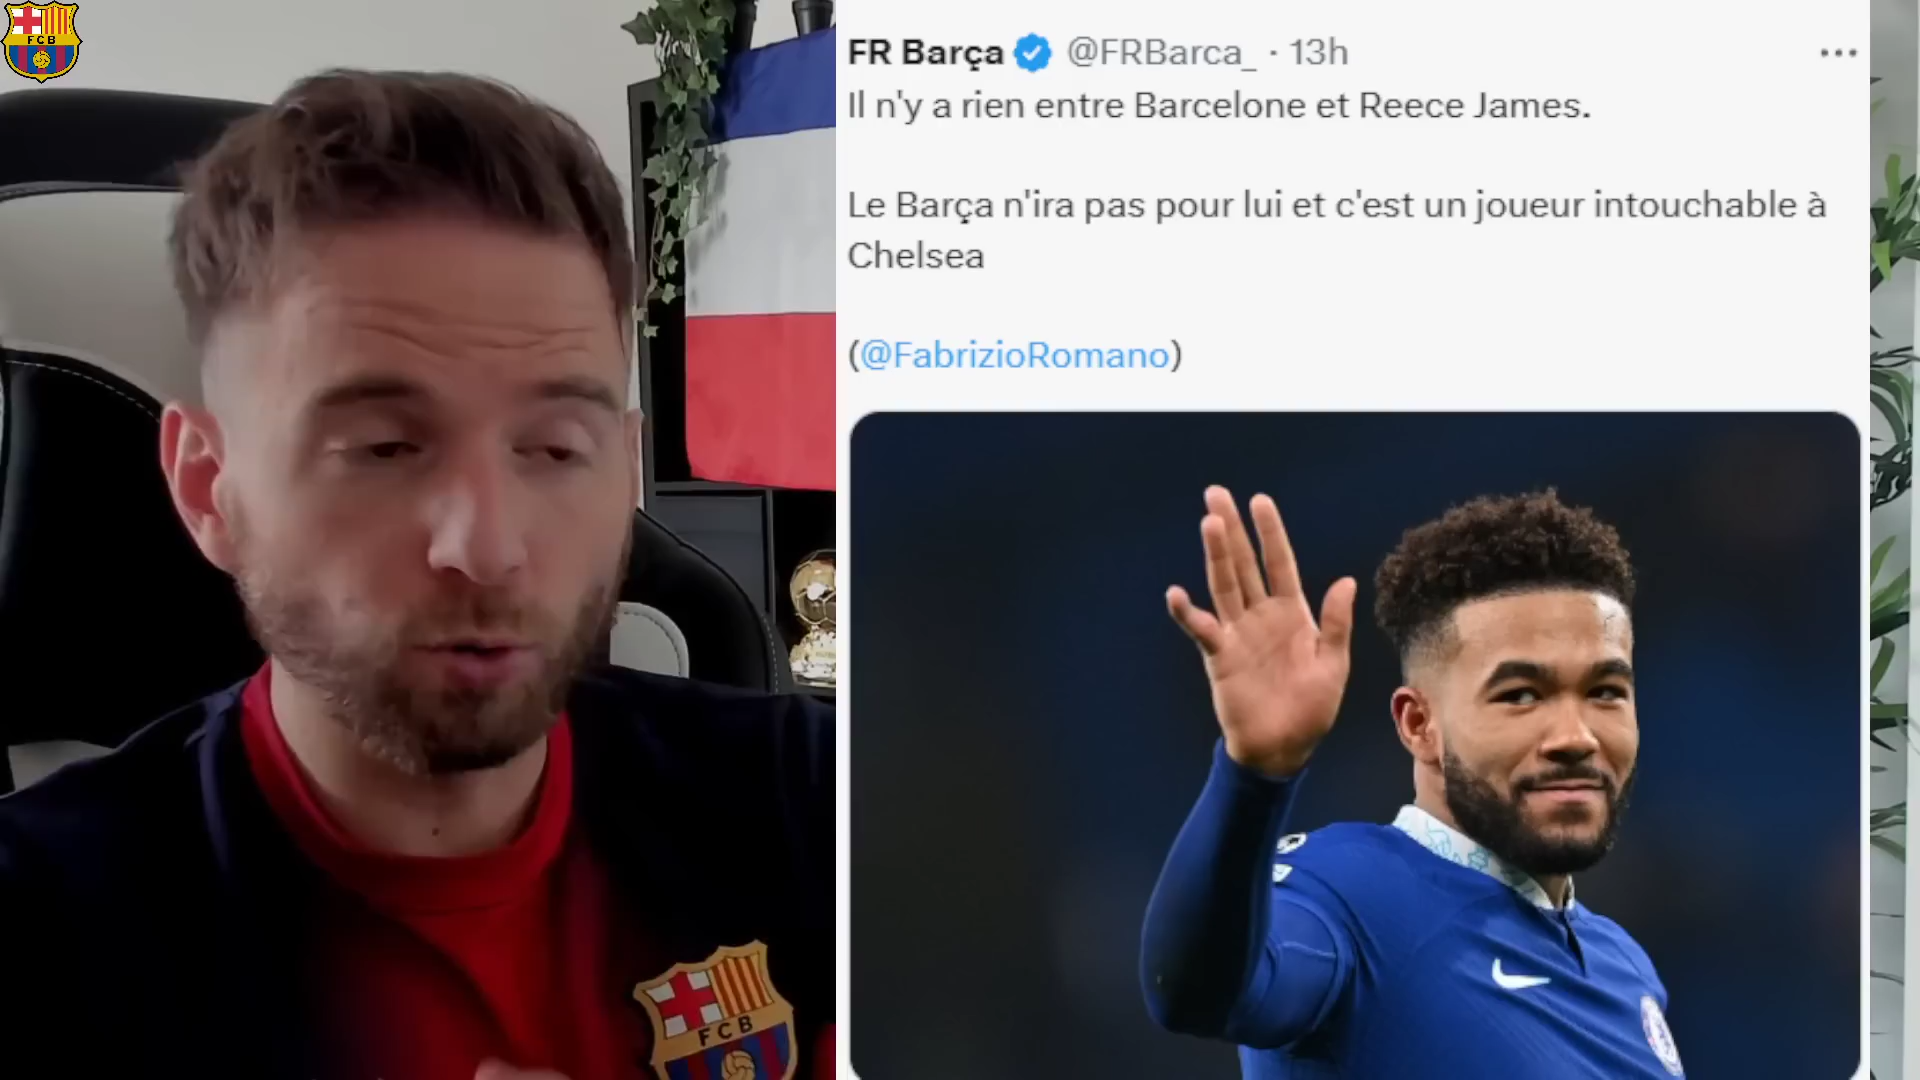 FCB
FR Barça @FRBarca_ · 13h
Il n'y a rien entre Barcelone et Reece James.
Le Barça n'ira pas pour lui et c'est un joueur intouchable à
Chelsea
(@FabrizioRomano)
FCB